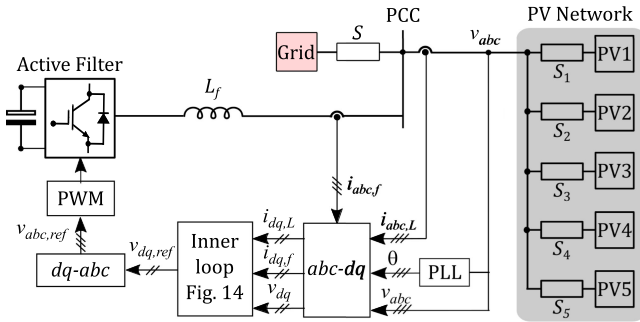 PCC
PV Network
Grid
S
v_abc
S_1
PV1
Active Filter
L_f
S_2
PV2
S_3
PV3
PWM
i_abc,f
v_abc,ref
i_dq,L
i_abc,L
S_4
PV4
dq-abc
v_dq,ref
Inner
loop
Fig. 14
i_dq,f
abc-dq
θ
PLL
v_dq
v_abc
S_5
PV5